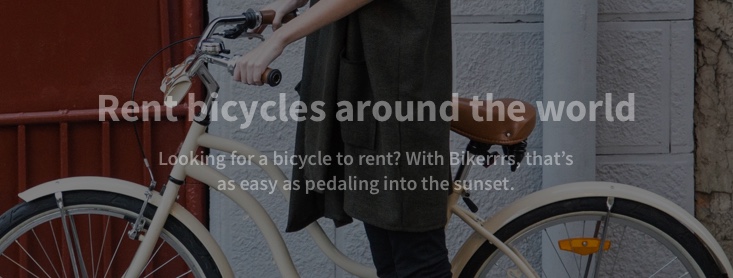 Rent bicycles around the world
Looking for a bicycle to rent? With Bikerrrs, that’s
as easy as pedaling into the sunset.